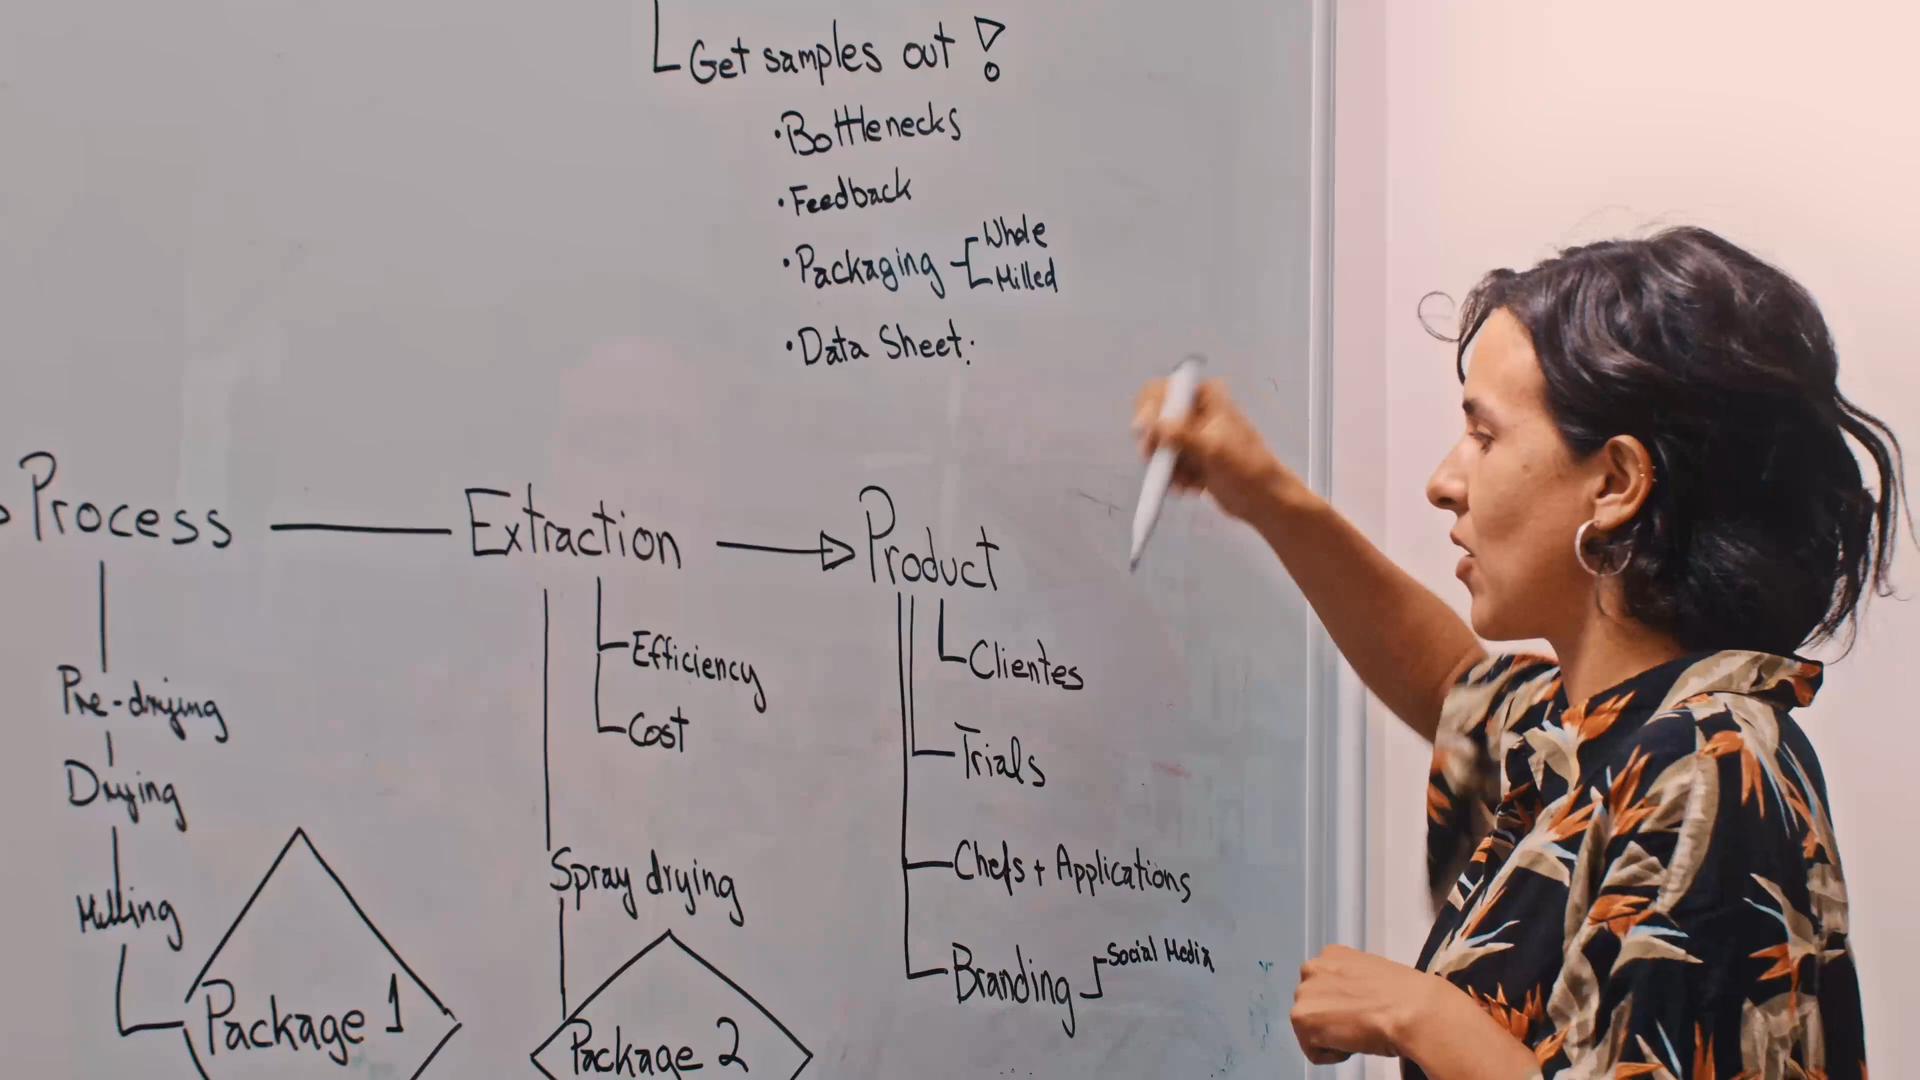 Get samples out !
• Bottlenecks
• Feedback
• Packaging
Whole
Milled
• Data Sheet:
Process
Extraction
Product
Pre-drying
Drying
Milling
Package 1
Efficiency
Cost
Spray drying
Package 2
Clientes
Trials
Chefs + Applications
Branding
Social Media